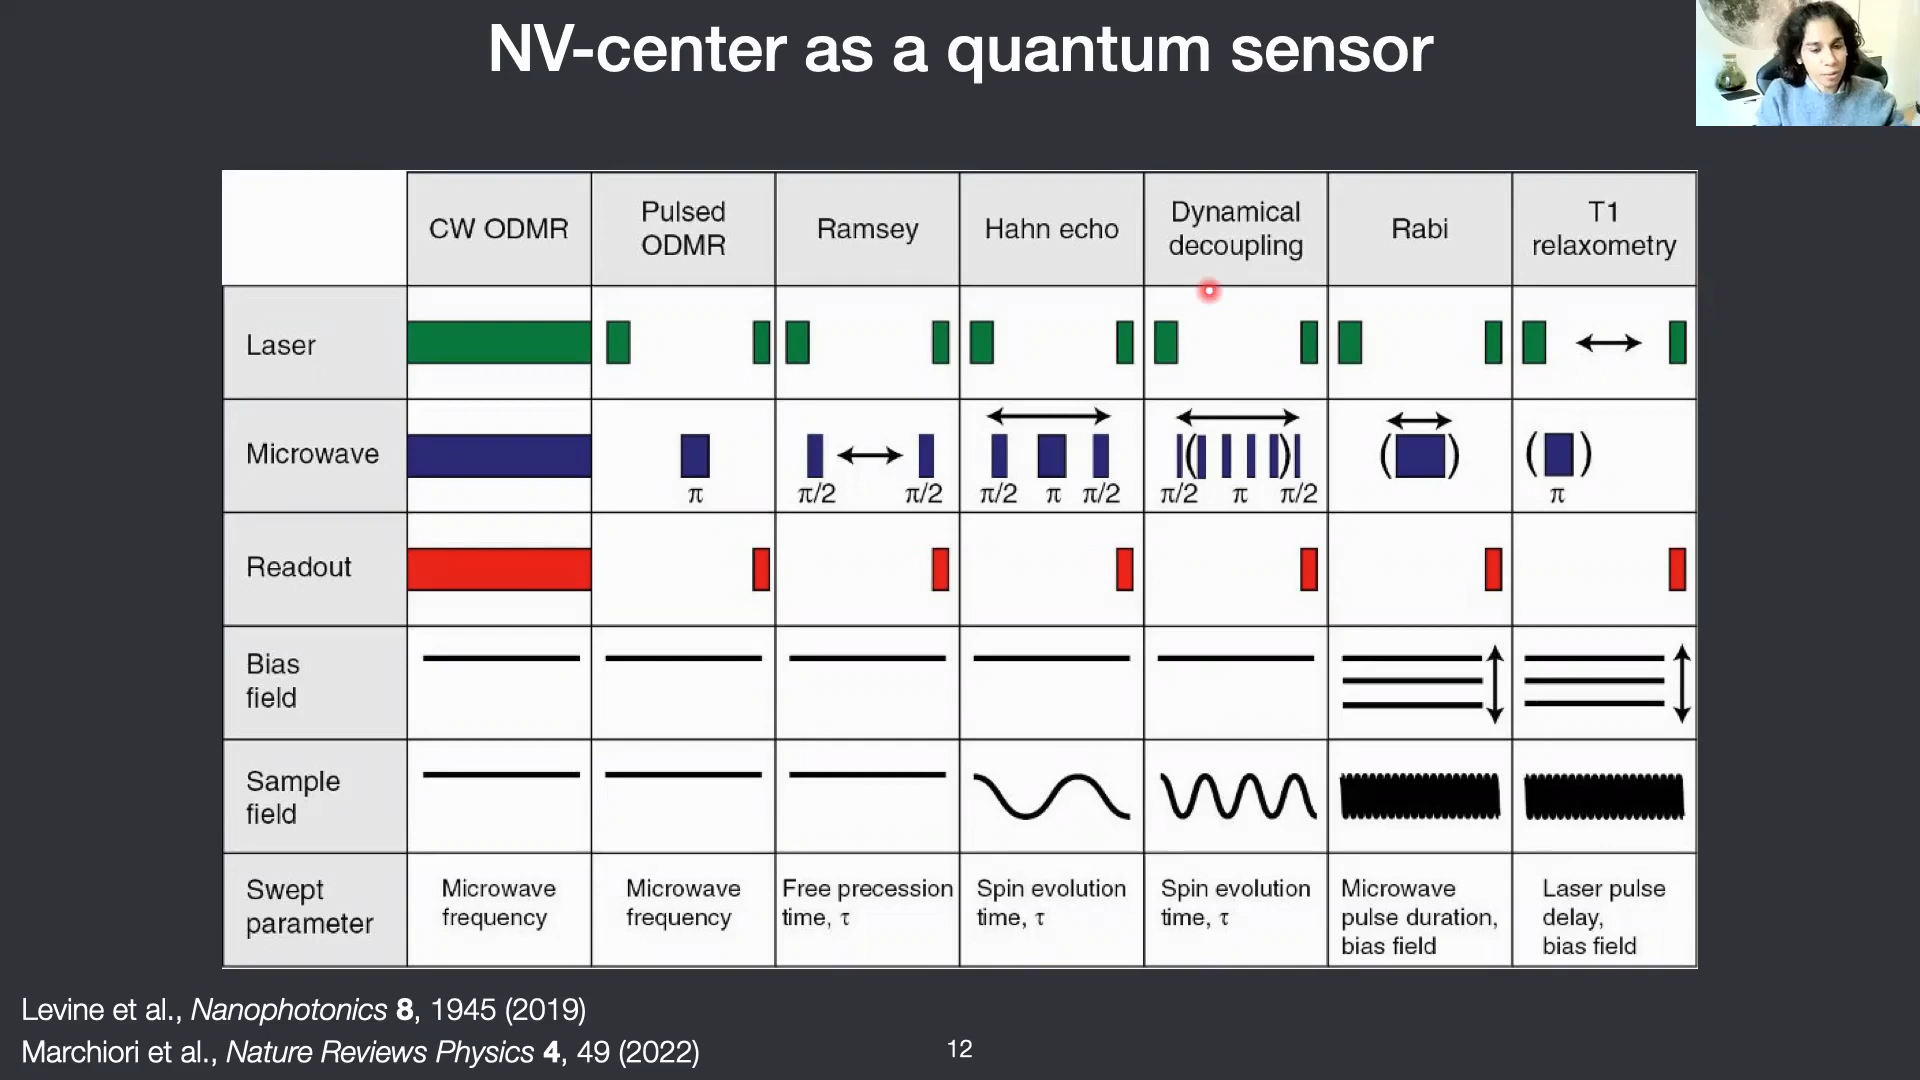 NV-center as a quantum sensor
CW ODMR
Pulsed
ODMR
Ramsey
Hahn echo
Dynamical
decoupling
Rabi
T1
relaxometry
Laser
Microwave
π
π/2 π/2
π/2 π π/2
( )
π/2 π π/2
( )
( )
π
Readout
Bias
field
Sample
field
Swept
parameter
Microwave
frequency
Microwave
frequency
Free precession
time, τ
Spin evolution
time, τ
Spin evolution
time, τ
Microwave
pulse duration,
bias field
Laser pulse
delay,
bias field
Levine et al., Nanophotonics 8, 1945 (2019)
Marchiori et al., Nature Reviews Physics 4, 49 (2022)
12